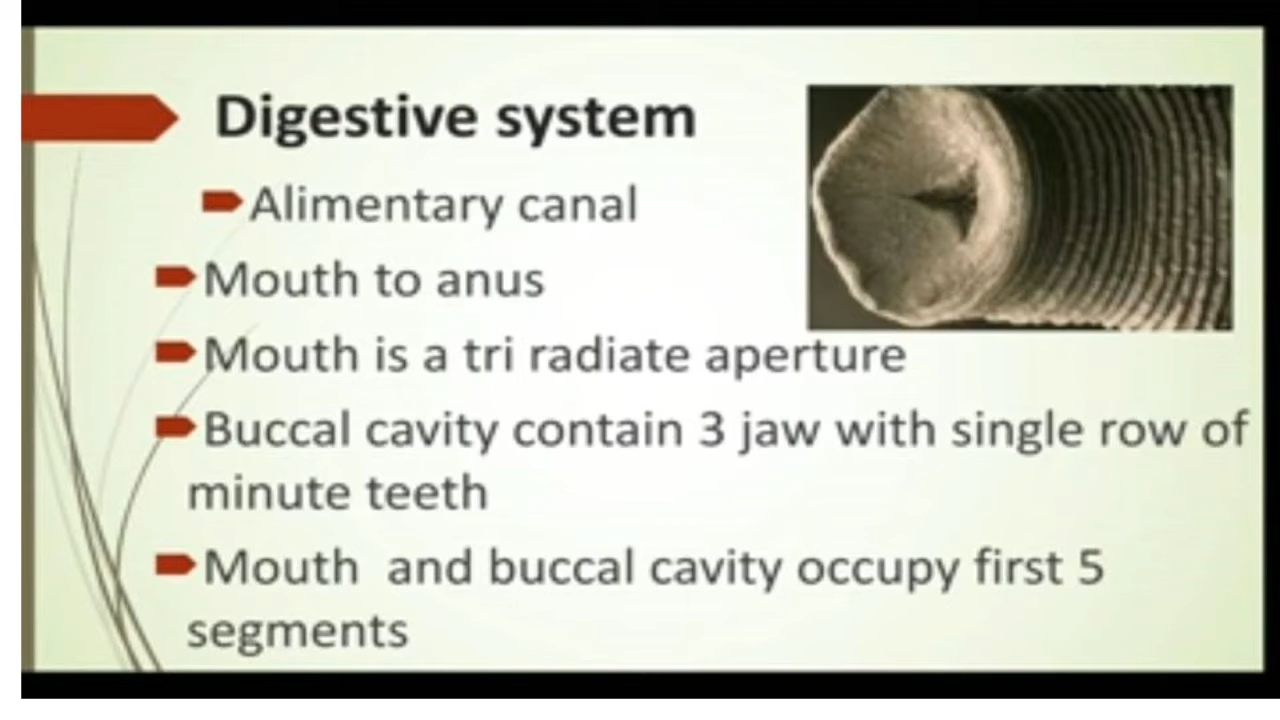 Digestive system
Alimentary canal
Mouth to anus
Mouth is a tri radiate aperture
Buccal cavity contain 3 jaw with single row of
minute teeth
Mouth and buccal cavity occupy first 5
segments